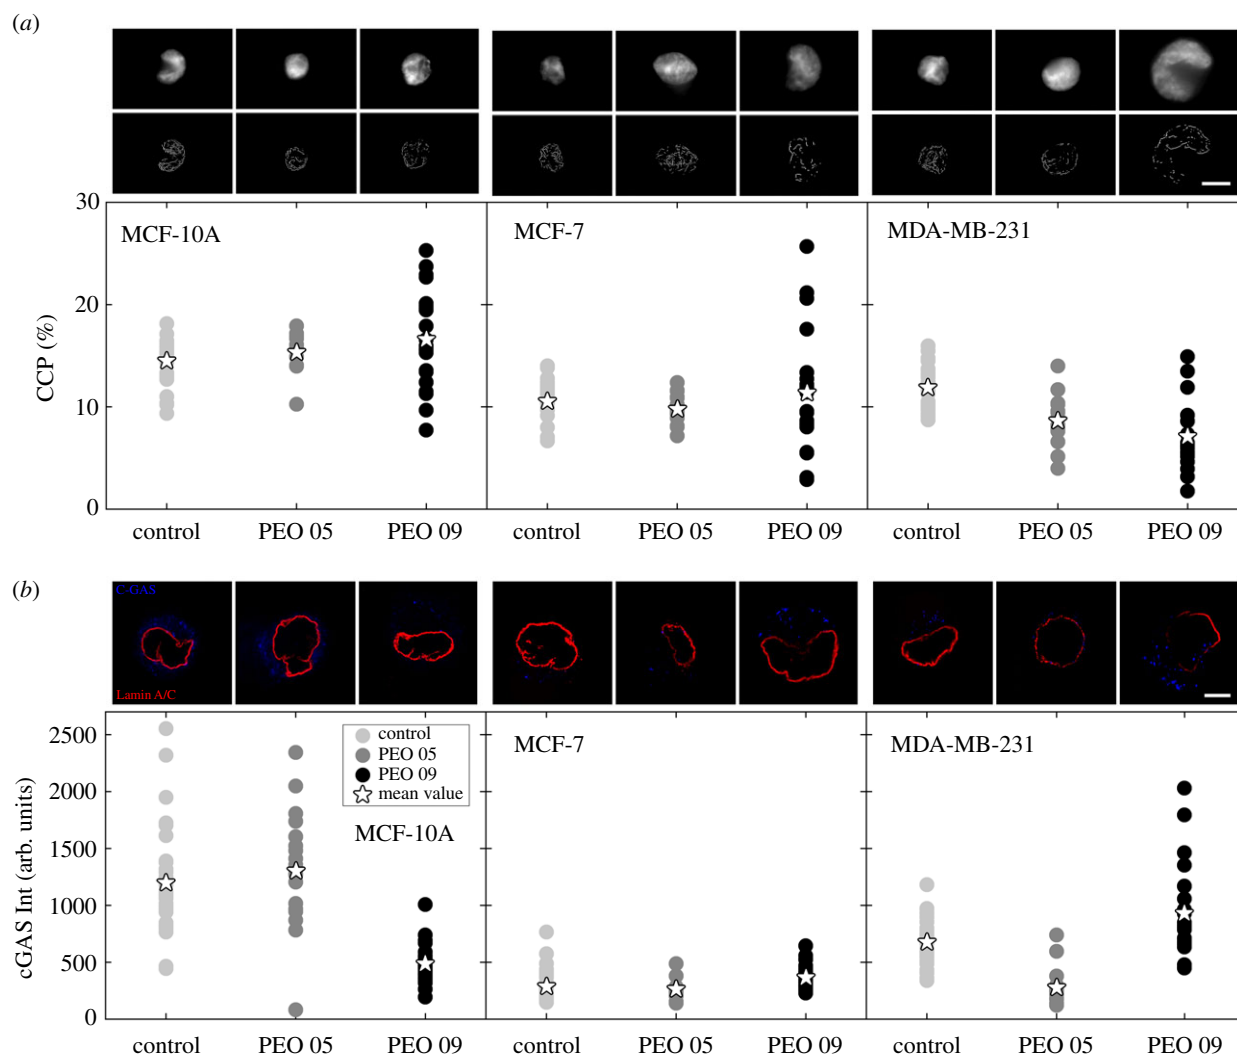 (a)
30
20
10
0
CCP (%)
MCF-10A
MCF-7
MDA-MB-231
control
PEO 05
PEO 09
control
PEO 05
PEO 09
control
PEO 05
PEO 09
(b)
C-GAS
Lamin A/C
2500
2000
1500
1000
500
0
cGAS Int (arb. units)
control
PEO 05
PEO 09
mean value
MCF-10A
MCF-7
MDA-MB-231
control
PEO 05
PEO 09
control
PEO 05
PEO 09
control
PEO 05
PEO 09